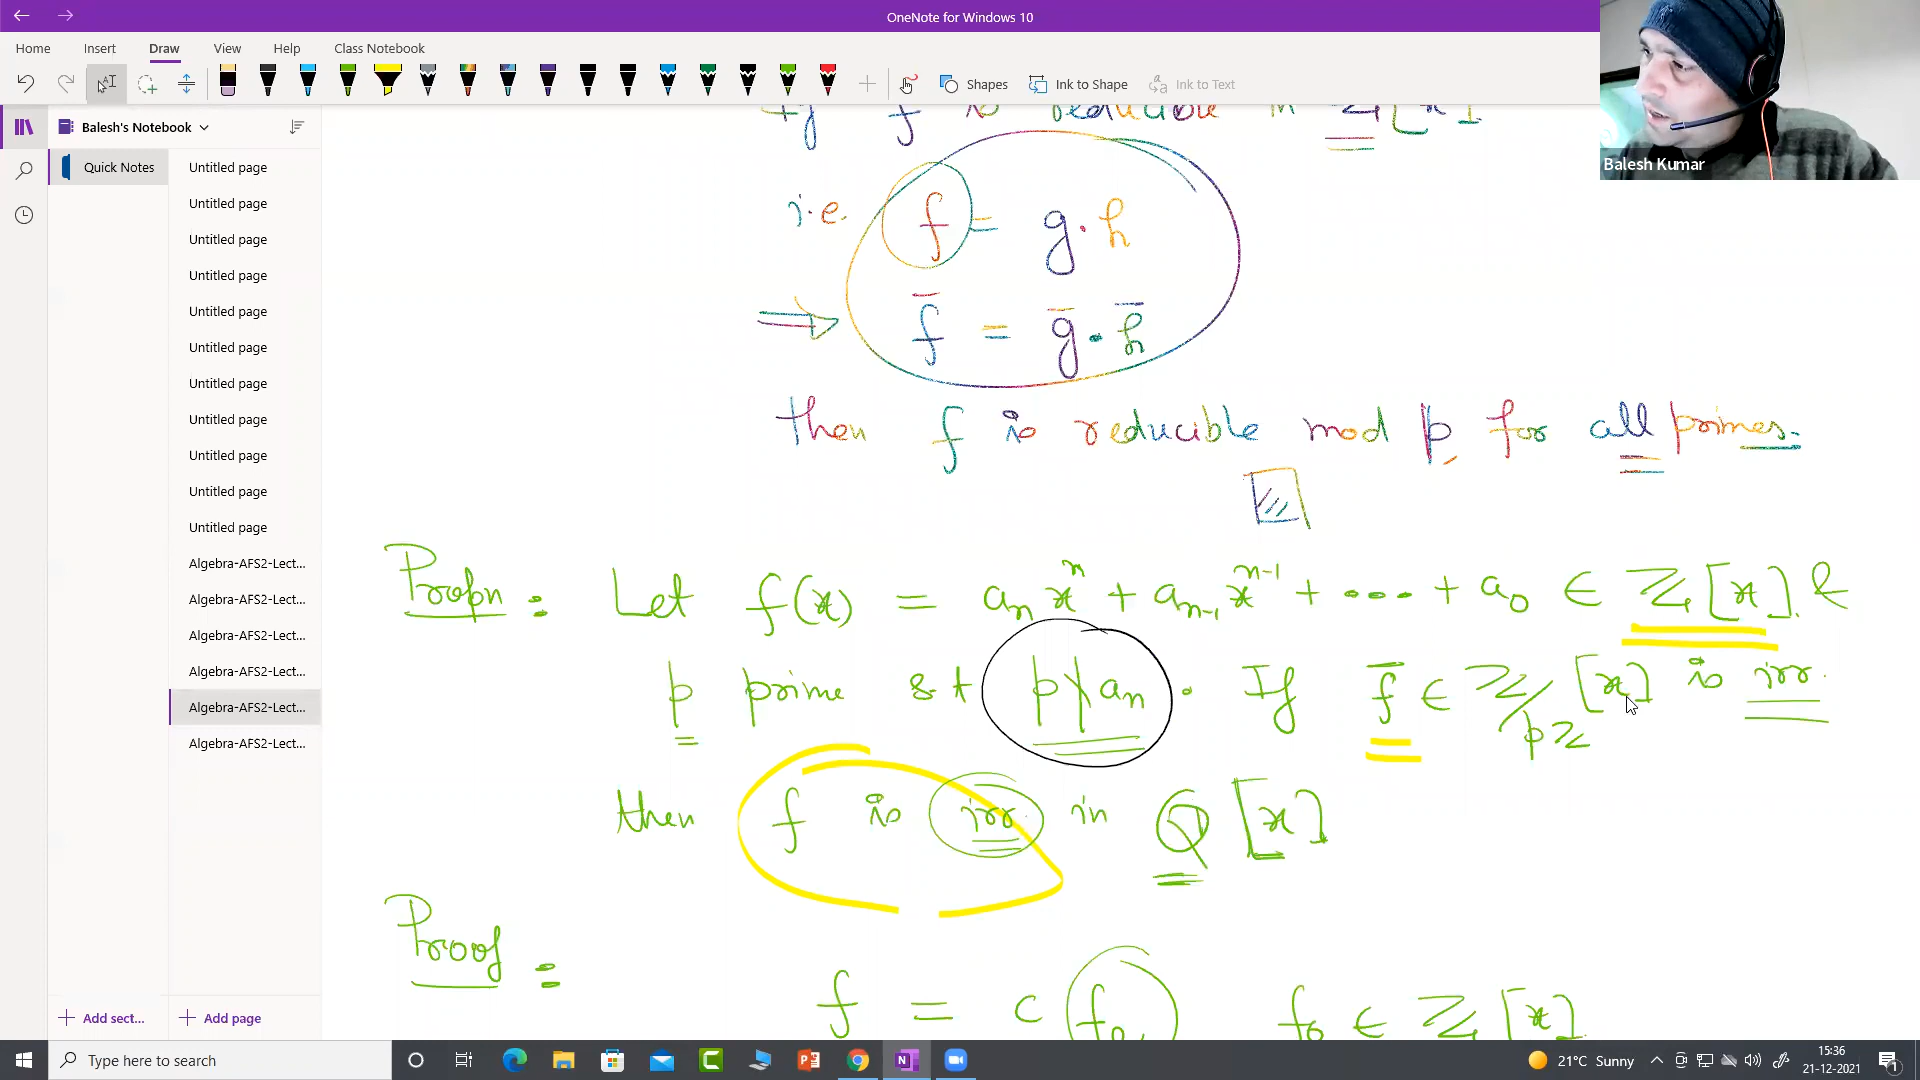 OneNote for Windows 10
Home Insert Draw View Help Class Notebook
Shapes Ink to Shape Ink to Text
Balesh Kumar
Balesh's Notebook
Quick Notes
Untitled page
Untitled page
Untitled page
Untitled page
Untitled page
Untitled page
Untitled page
Untitled page
Untitled page
Untitled page
Untitled page
Algebra-AFS2-Lect...
Algebra-AFS2-Lect...
Algebra-AFS2-Lect...
Algebra-AFS2-Lect...
Algebra-AFS2-Lect...
Algebra-AFS2-Lect...
Add sect... Add page
If f is reducible in ℤ[x]
i.e. f = g·h
⇒ f̄ = ḡ·h̄
then f is reducible mod p for all primes.
Propn: Let f(x) = aₙxⁿ + aₙ₋₁xⁿ⁻¹ + ... + a₀ ∈ ℤ[x] &
p prime s.t p∤aₙ. If f̄ ∈ ℤ/pℤ[x] is irr.
then f is irr. in Q[x]
Proof:
f = c f₀, f₀ ∈ ℤ[x]
Type here to search
21°C Sunny
15:36
21-12-2021
1